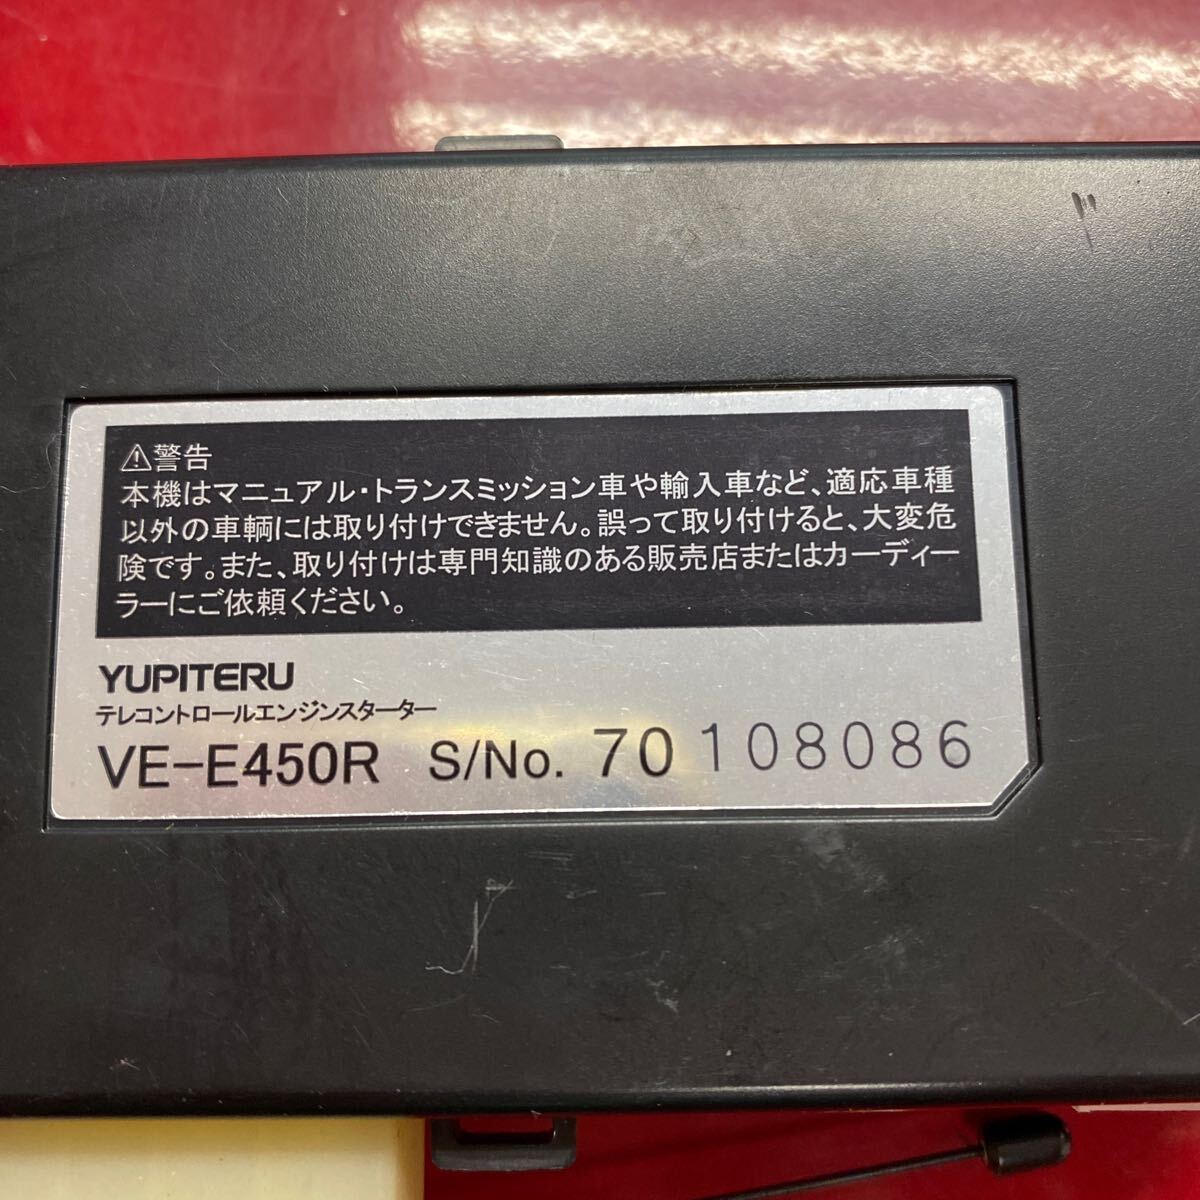 ⚠警告
本機はマニュアル・トランスミッション車や輸入車など、適応車種
以外の車輌には取り付けできません。誤って取り付けると、大変危
険です。また、取り付けは専門知識のある販売店またはカーディー
ラーにご依頼ください。
YUPITERU
テレコントロールエンジンスターター
VE-E450R S/No. 70108086